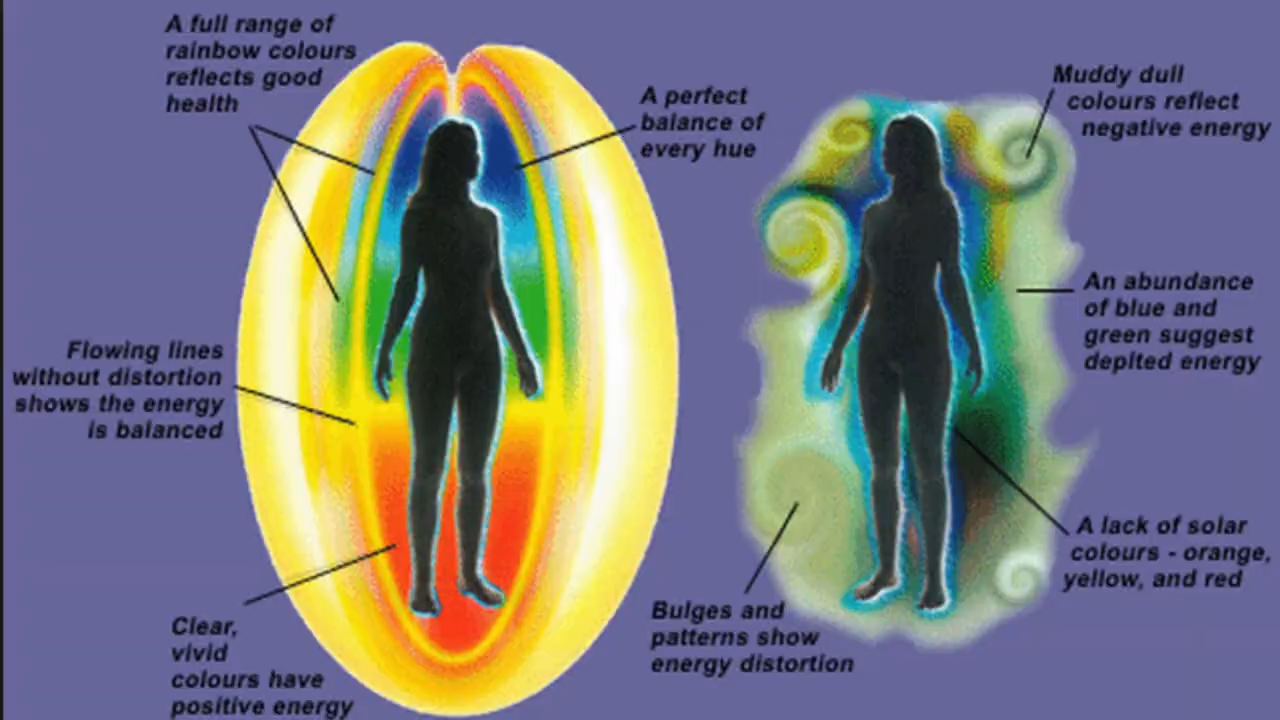 A full range of
rainbow colours
reflects good
health
A perfect
balance of
every hue
Flowing lines
without distortion
shows the energy
is balanced
Clear,
vivid
colours have
positive energy
Muddy dull
colours reflect
negative energy
An abundance
of blue and
green suggest
deplted energy
A lack of solar
colours - orange,
yellow, and red
Bulges and
patterns show
energy distortion